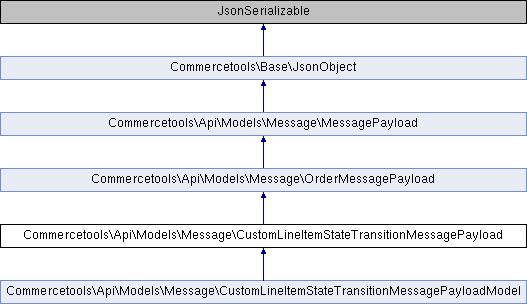 JsonSerializable
Commercetools\Base\JsonObject
Commercetools\Api\Models\Message\MessagePayload
Commercetools\Api\Models\Message\OrderMessagePayload
Commercetools\Api\Models\Message\CustomLineItemStateTransitionMessagePayload
Commercetools\Api\Models\Message\CustomLineItemStateTransitionMessagePayloadModel